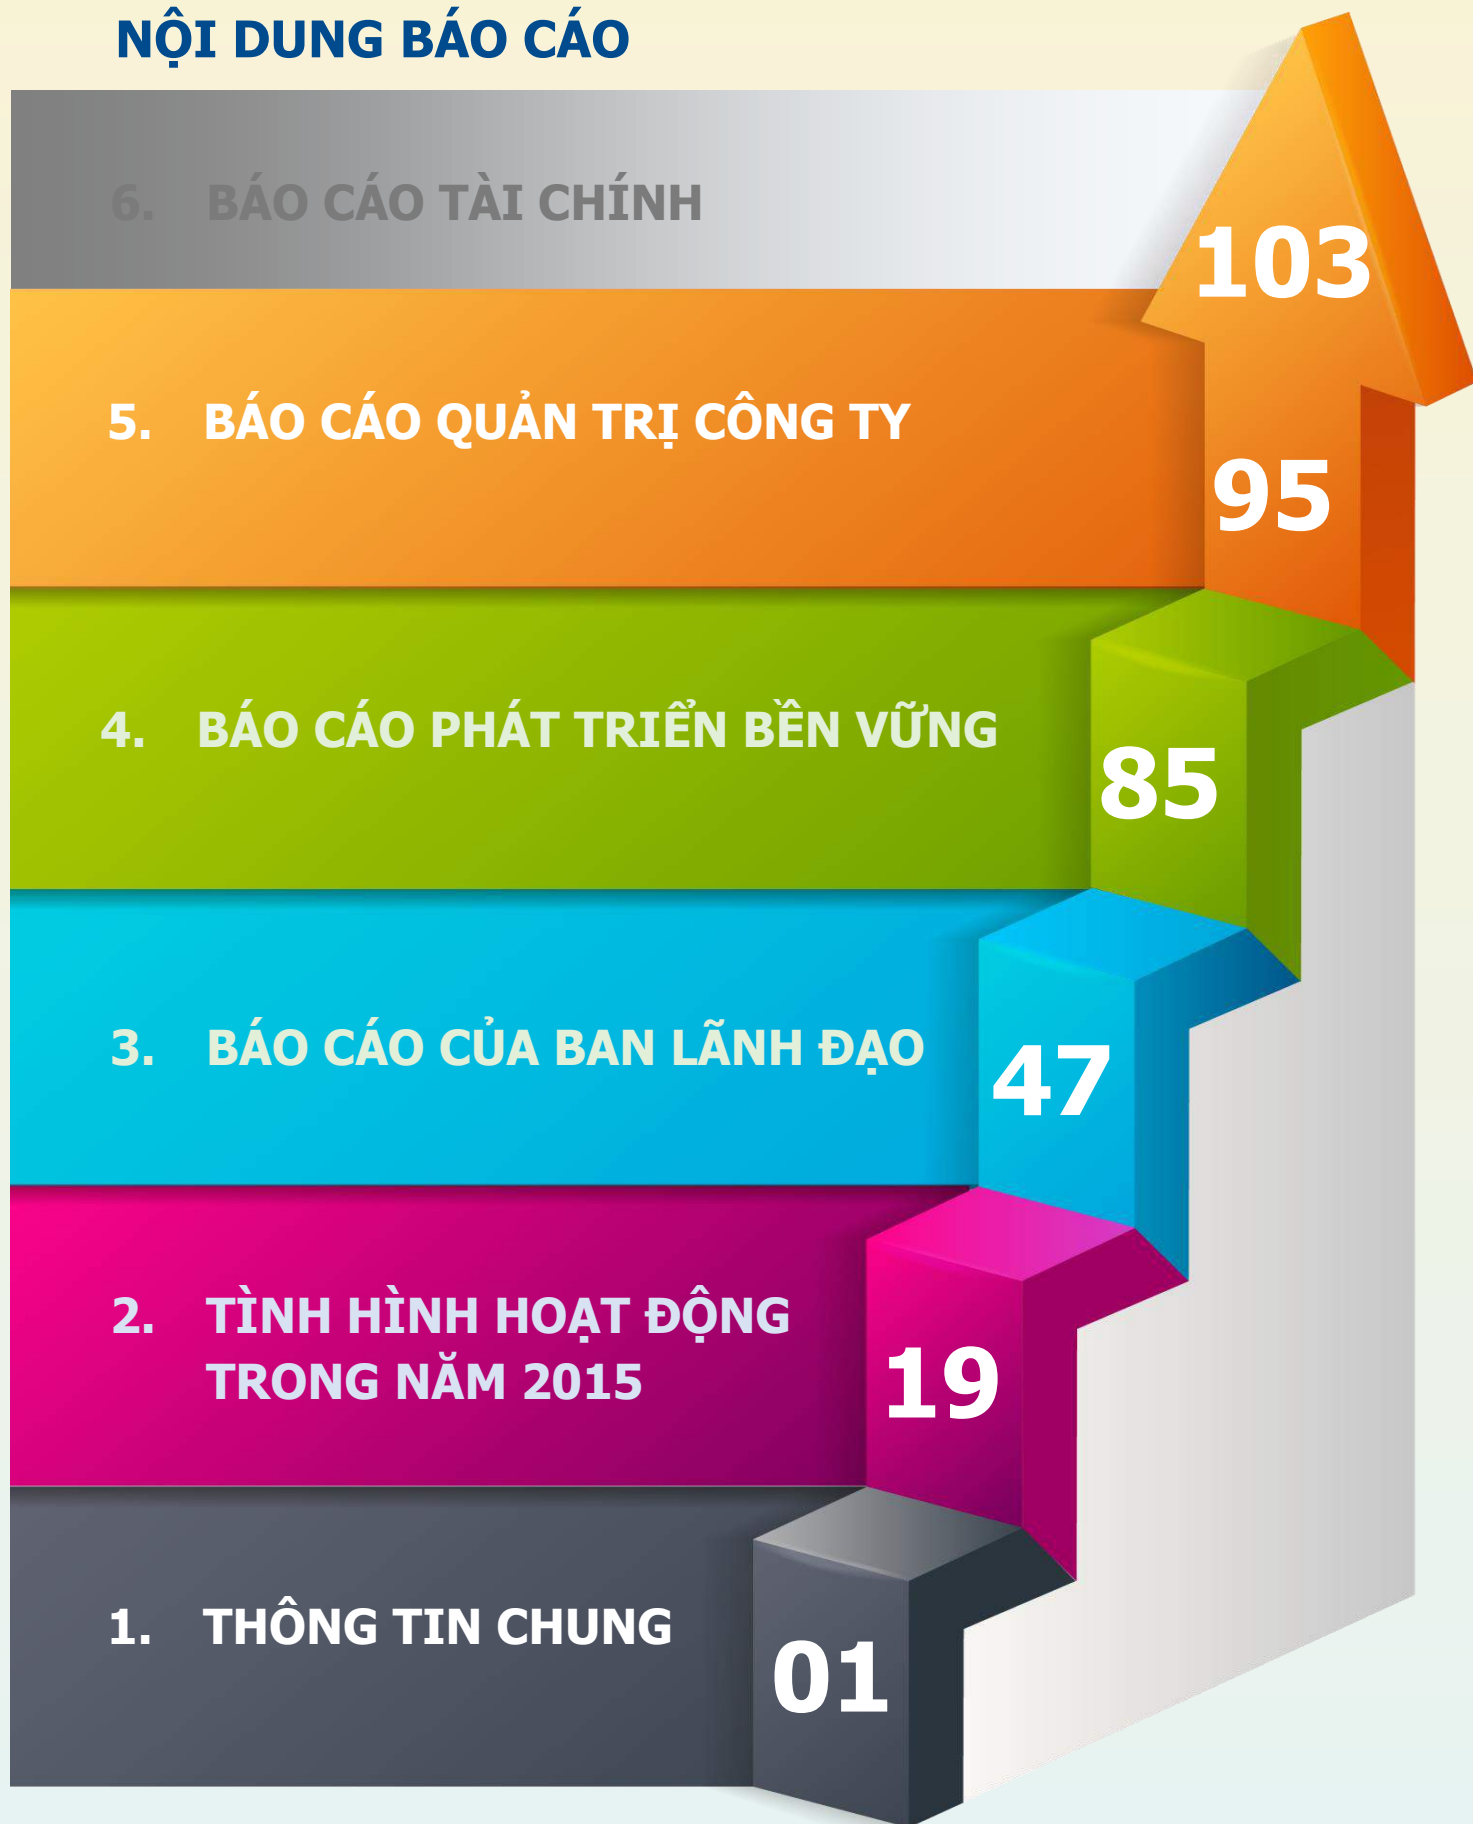 NỘI DUNG BÁO CÁO
6. BÁO CÁO TÀI CHÍNH
103
5. BÁO CÁO QUẢN TRỊ CÔNG TY
95
4. BÁO CÁO PHÁT TRIỂN BỀN VỮNG
85
3. BÁO CÁO CỦA BAN LÃNH ĐẠO
47
2. TÌNH HÌNH HOẠT ĐỘNG
TRONG NĂM 2015
19
1. THÔNG TIN CHUNG
01